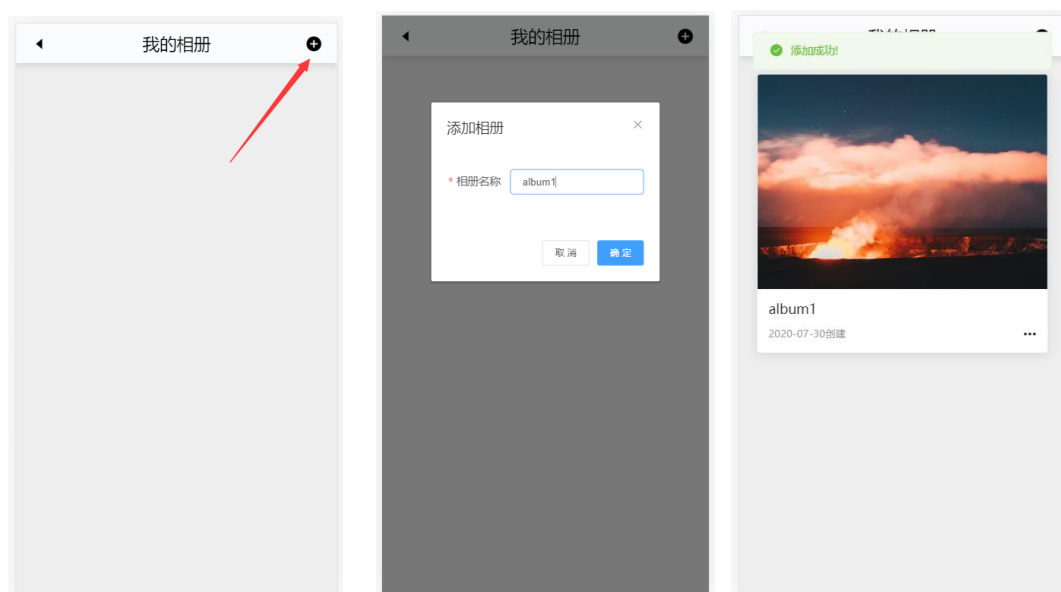 我的相册
我的相册
添加相册
* 相册名称 album1
取消 确定
添加成功!
album1
2020-07-30创建